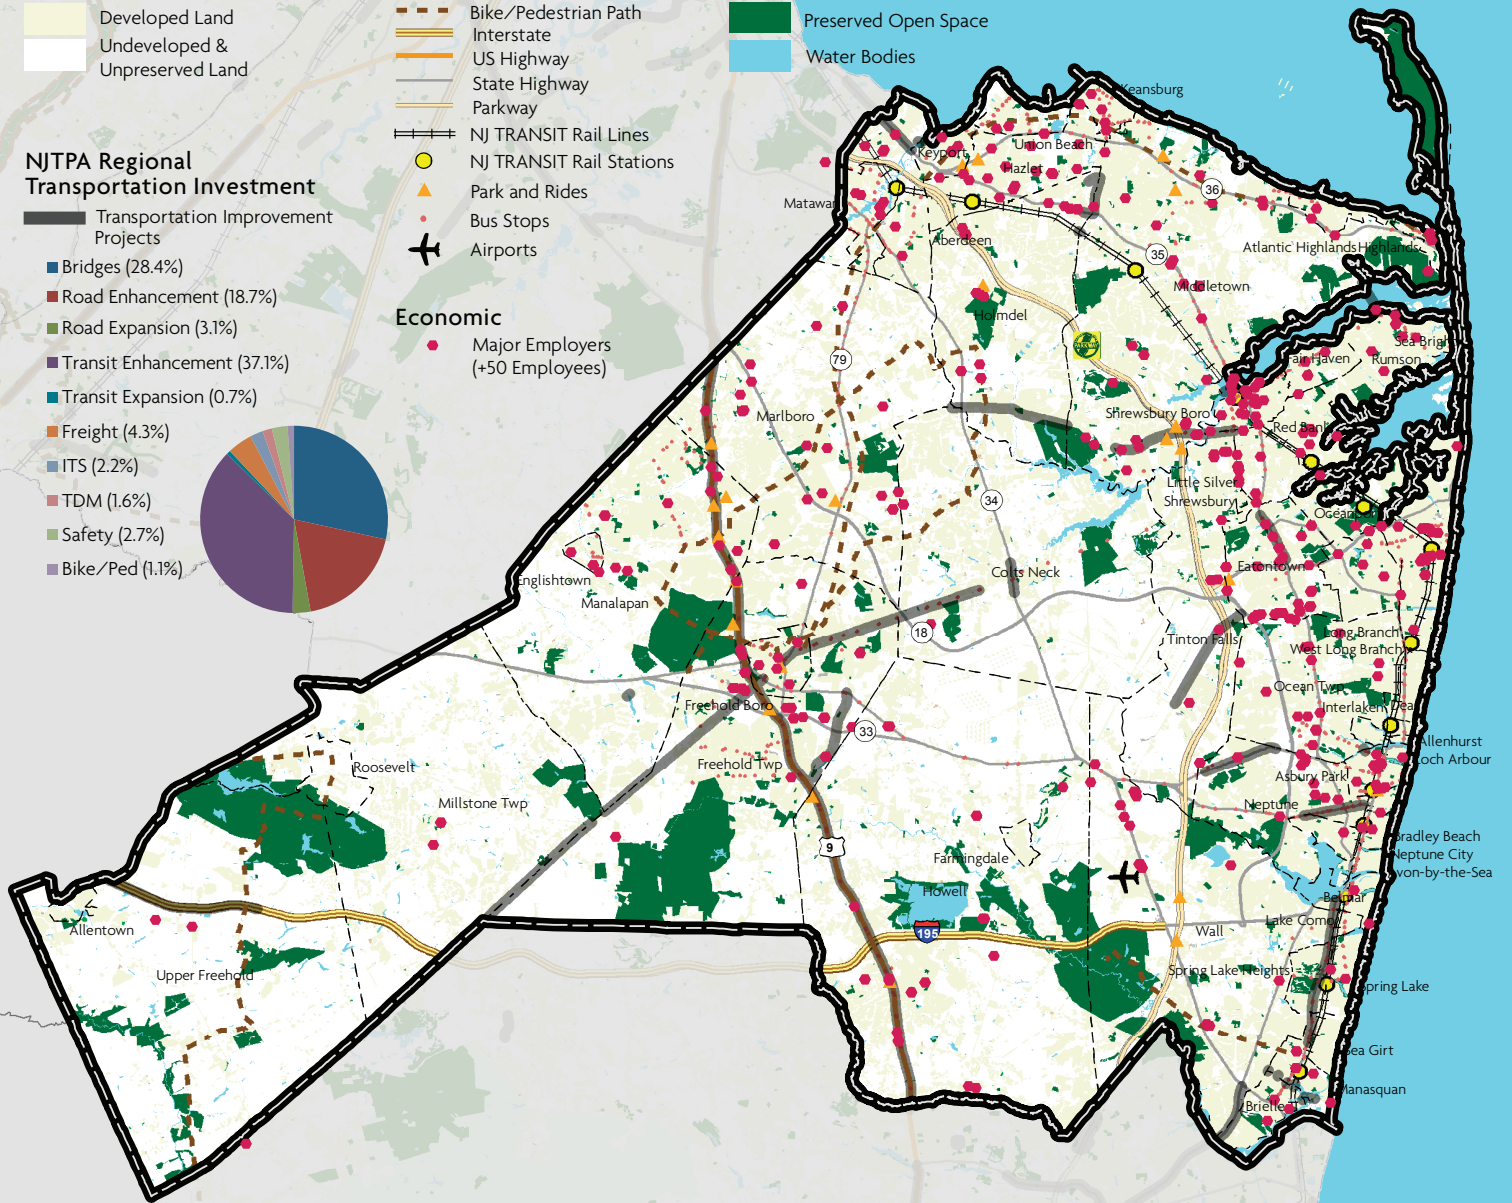 Developed Land
Undeveloped &
Unpreserved Land
Bike/Pedestrian Path
Interstate
US Highway
State Highway
Parkway
NJ TRANSIT Rail Lines
NJ TRANSIT Rail Stations
Park and Rides
Bus Stops
Airports
Preserved Open Space
Water Bodies
NJTPA Regional
Transportation Investment
Transportation Improvement
Projects
Bridges (28.4%)
Road Enhancement (18.7%)
Road Expansion (3.1%)
Transit Enhancement (37.1%)
Transit Expansion (0.7%)
Freight (4.3%)
ITS (2.2%)
TDM (1.6%)
Safety (2.7%)
Bike/Ped (1.1%)
Economic
Major Employers
(+50 Employees)
Keansburg
Union Beach
Keyport
Hazlet
36
Matawan
Aberdeen
35
Atlantic Highlands
Highlands
Middletown
Holmdel
Sea Bright
Fair Haven
Rumson
79
Marlboro
Shrewsbury Boro
Red Bank
Little Silver
Shrewsbury
34
Oceanport
Eatontown
Colts Neck
Englishtown
Manalapan
18
Tinton Falls
Long Branch
West Long Branch
Ocean Twp
Interlaken
Deal
Freehold Boro
33
Allenhurst
Loch Arbour
Freehold Twp
Roosevelt
Asbury Park
Millstone Twp
Neptune
9
Bradley Beach
Neptune City
Avon-by-the-Sea
Farmingdale
Howell
Belmar
Lake Como
195
Wall
Allentown
Upper Freehold
Spring Lake Heights
Spring Lake
Sea Girt
Manasquan
Brielle